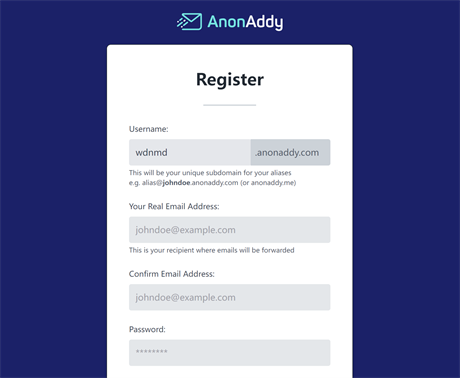 AnonAddy
Register
Username:
wdnmd .anonaddy.com
This will be your unique subdomain for your aliases
e.g. alias@johndoe.anonaddy.com (or anonaddy.me)
Your Real Email Address:
johndoe@example.com
This is your recipient where emails will be forwarded
Confirm Email Address:
johndoe@example.com
Password:
********